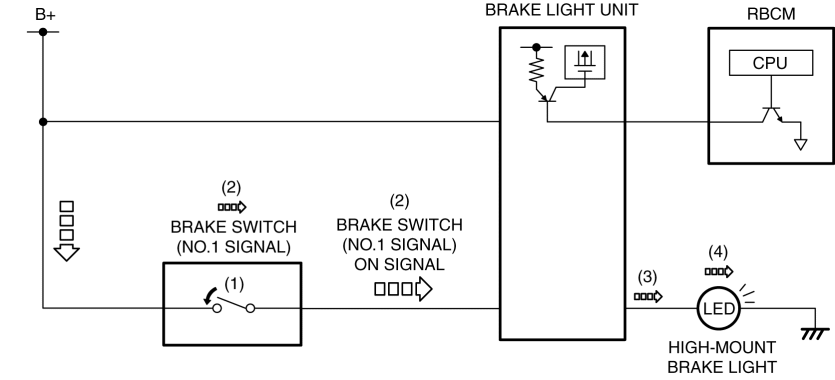 B+
BRAKE LIGHT UNIT
RBCM
CPU
(2)
BRAKE SWITCH
(NO.1 SIGNAL)
(1)
(2)
BRAKE SWITCH
(NO.1 SIGNAL)
ON SIGNAL
(3)
(4)
LED
HIGH-MOUNT
BRAKE LIGHT